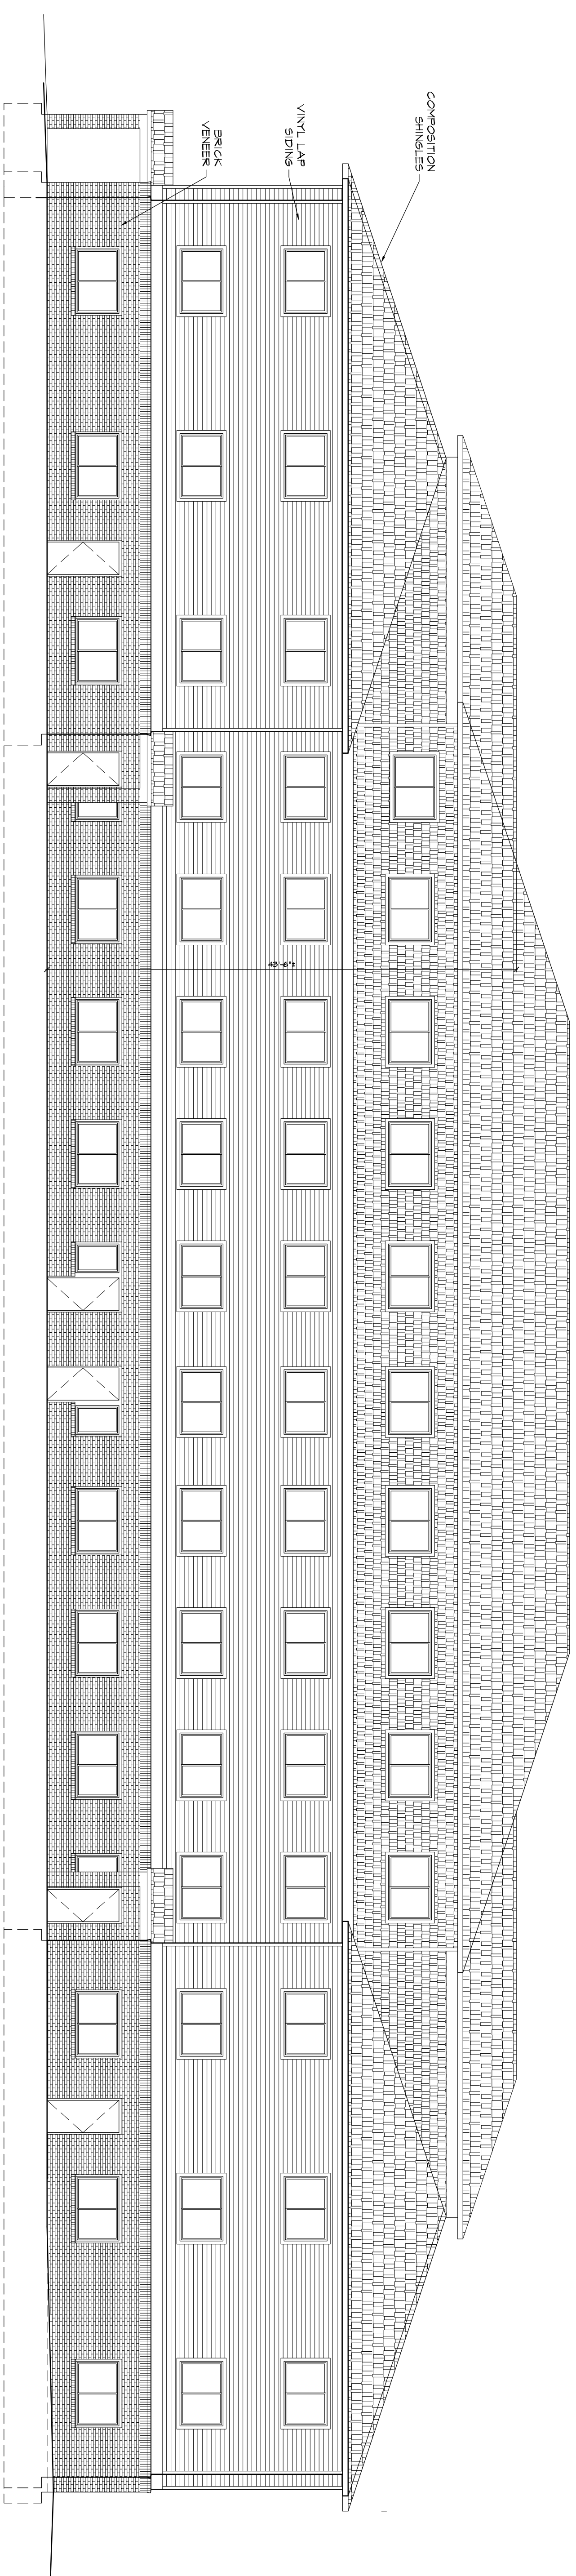 COMPOSITION
SHINGLES
VINYL LAP
SIDING
BRICK
VENEER
43'-6"±